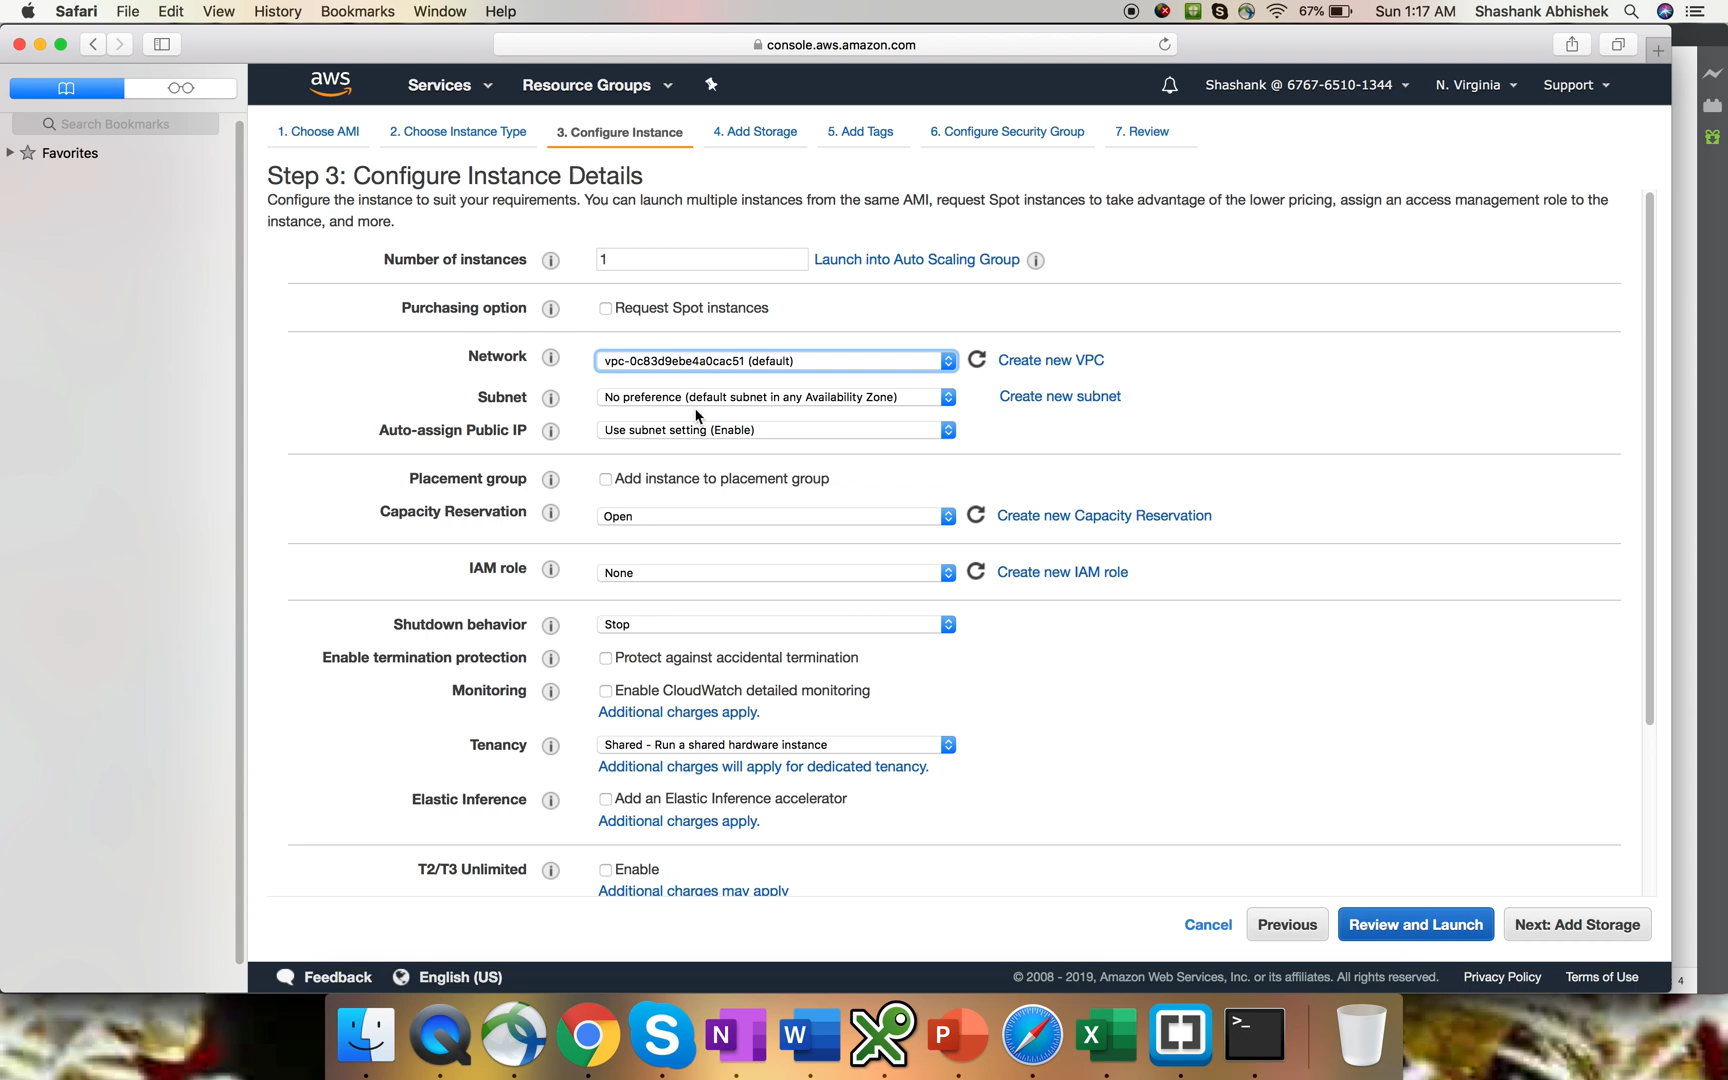 Safari File Edit View History Bookmarks Window Help 67% Sun 1:17 AM Shashank Abhishek
console.aws.amazon.com
Search Bookmarks
Favorites
aws Services Resource Groups Shashank @ 6767-6510-1344 N. Virginia Support
1. Choose AMI 2. Choose Instance Type 3. Configure Instance 4. Add Storage 5. Add Tags 6. Configure Security Group 7. Review
Step 3: Configure Instance Details
Configure the instance to suit your requirements. You can launch multiple instances from the same AMI, request Spot instances to take advantage of the lower pricing, assign an access management role to the
instance, and more.
Number of instances 1 Launch into Auto Scaling Group
Purchasing option Request Spot instances
Network vpc-0c83d9ebe4a0cac51 (default) Create new VPC
Subnet No preference (default subnet in any Availability Zone) Create new subnet
Auto-assign Public IP Use subnet setting (Enable)
Placement group Add instance to placement group
Capacity Reservation Open Create new Capacity Reservation
IAM role None Create new IAM role
Shutdown behavior Stop
Enable termination protection Protect against accidental termination
Monitoring Enable CloudWatch detailed monitoring
Additional charges apply.
Tenancy Shared - Run a shared hardware instance
Additional charges will apply for dedicated tenancy.
Elastic Inference Add an Elastic Inference accelerator
Additional charges apply.
T2/T3 Unlimited Enable
Additional charges may apply
Cancel Previous Review and Launch Next: Add Storage
Feedback English (US) © 2008 - 2019, Amazon Web Services, Inc. or its affiliates. All rights reserved. Privacy Policy Terms of Use
4
S N W X P X >_